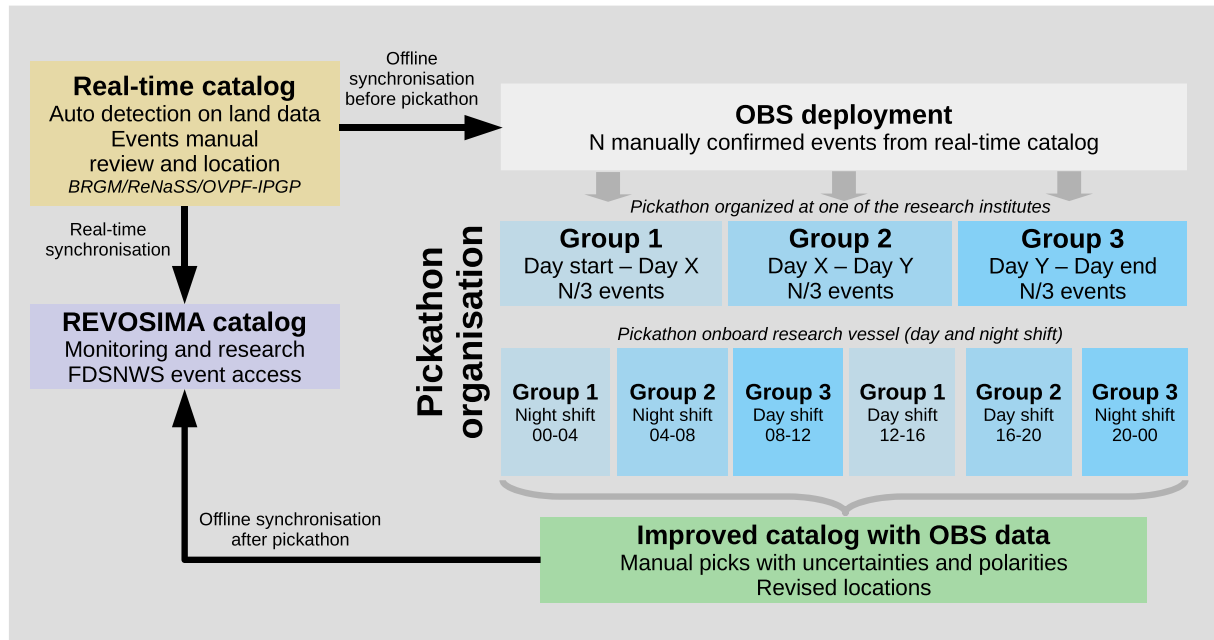 Real-time catalog
Auto detection on land data
Events manual
review and location
BRGM/ReNaSS/OVPF-IPGP
Offline
synchronisation
before pickathon
OBS deployment
N manually confirmed events from real-time catalog
Real-time
synchronisation
REVOSIMA catalog
Monitoring and research
FDSNWS event access
Pickathon
organisation
Pickathon organized at one of the research institutes
Group 1
Day start – Day X
N/3 events
Group 2
Day X – Day Y
N/3 events
Group 3
Day Y – Day end
N/3 events
Pickathon onboard research vessel (day and night shift)
Group 1
Night shift
00-04
Group 2
Night shift
04-08
Group 3
Day shift
08-12
Group 1
Day shift
12-16
Group 2
Day shift
16-20
Group 3
Night shift
20-00
Offline synchronisation
after pickathon
Improved catalog with OBS data
Manual picks with uncertainties and polarities
Revised locations